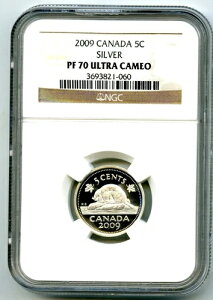 2009 CANADA 5C
SILVER
PF 70 ULTRA CAMEO
3693821-060
NGC
5 CENTS
CANADA
2009